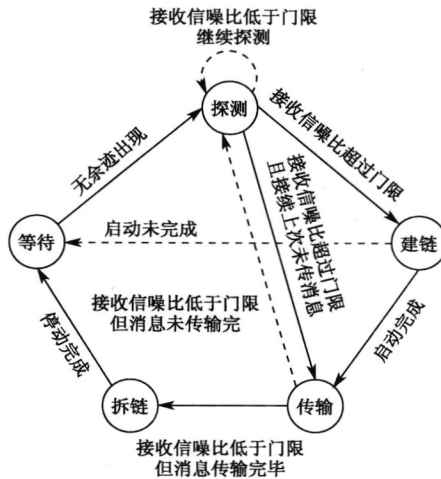 接收信噪比低于门限
继续探测
探测
无余迹出现
接收信噪比超过门限
接收信噪比超过门限
且接续上次未传消息
等待
启动未完成
建链
接收信噪比低于门限
但消息未传输完
停动完成
启动完成
拆链
传输
接收信噪比低于门限
但消息传输完毕